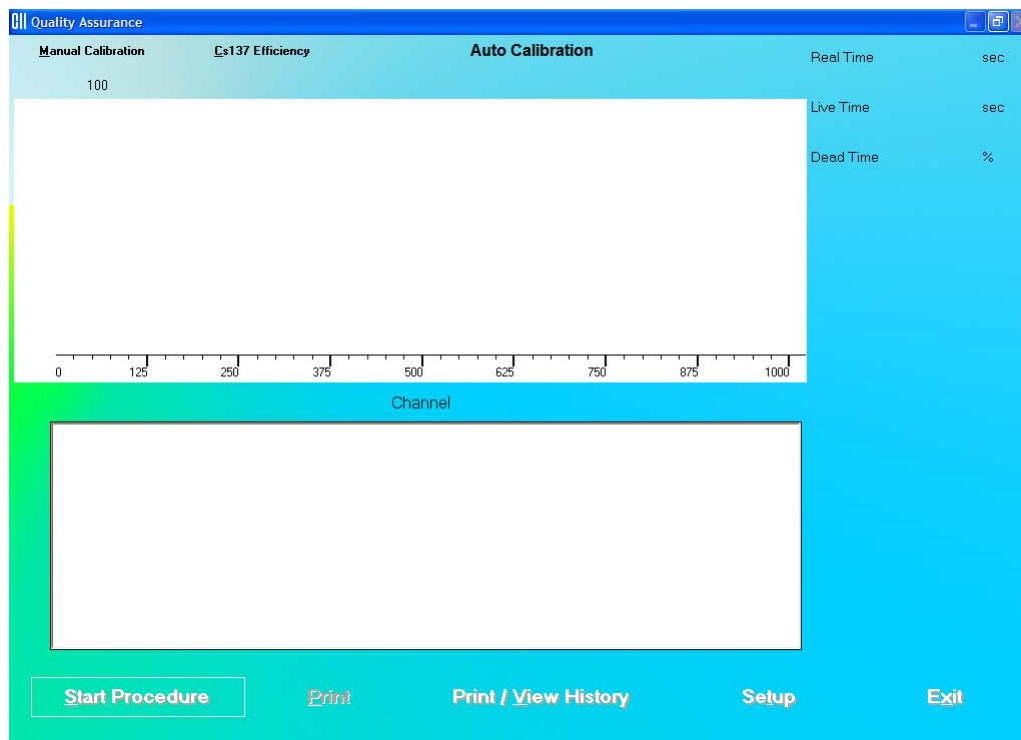 Quality Assurance
Manual Calibration Cs137 Efficiency Auto Calibration
Real Time sec
100
Live Time sec
Dead Time %
0 125 250 375 500 625 750 875 1000
Channel
Start Procedure Print Print / View History Setup Exit